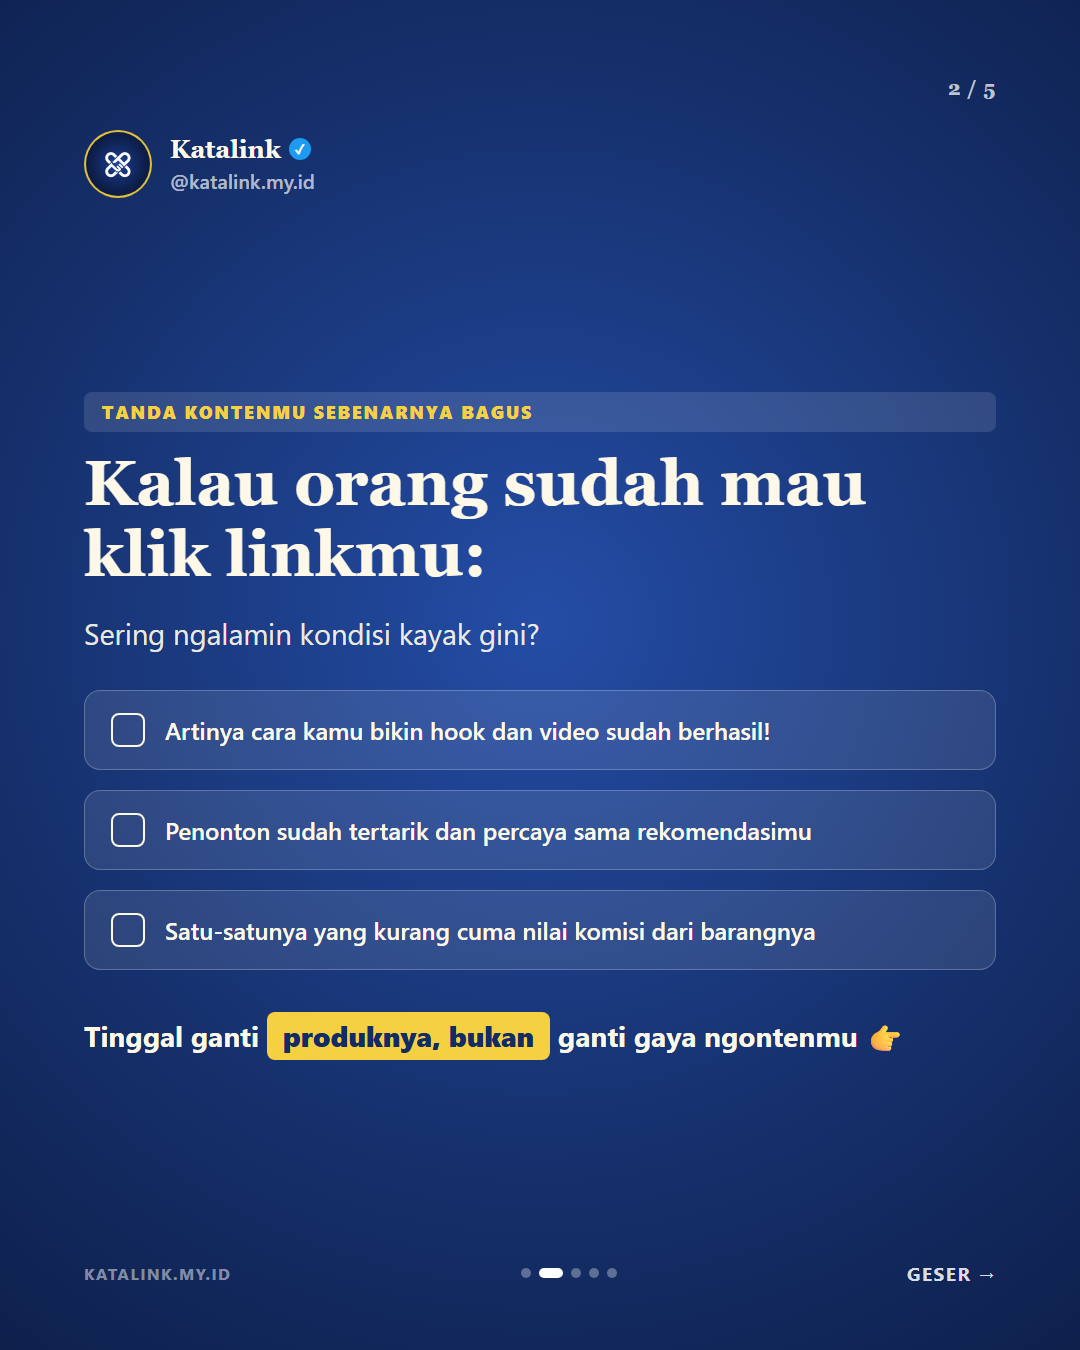 2 / 5
Katalink
@katalink.my.id
TANDA KONTENMU SEBENARNYA BAGUS
Kalau orang sudah mau
klik linkmu:
Sering ngalamin kondisi kayak gini?
Artinya cara kamu bikin hook dan video sudah berhasil!
Penonton sudah tertarik dan percaya sama rekomendasimu
Satu-satunya yang kurang cuma nilai komisi dari barangnya
Tinggal ganti produknya, bukan ganti gaya ngontenmu 👉
KATALINK.MY.ID
GESER →